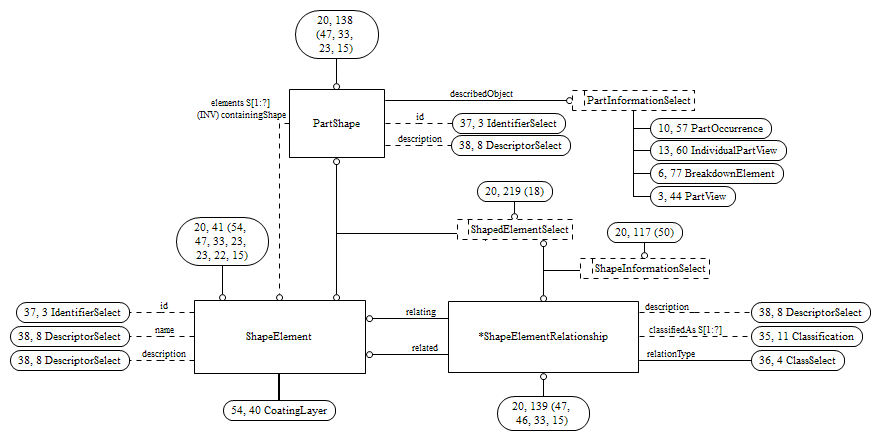 20, 138
(47, 33,
23, 15)
elements S[1:?]
(INV) containingShape
PartShape
describedObject
PartInformationSelect
id
37, 3 IdentifierSelect
description
38, 8 DescriptorSelect
10, 57 PartOccurrence
13, 60 IndividualPartView
6, 77 BreakdownElement
3, 44 PartView
20, 219 (18)
ShapedElementSelect
20, 41 (54,
47, 33, 23,
23, 22, 15)
20, 117 (50)
ShapeInformationSelect
id
37, 3 IdentifierSelect
name
38, 8 DescriptorSelect
description
38, 8 DescriptorSelect
ShapeElement
relating
related
*ShapeElementRelationship
description
38, 8 DescriptorSelect
classifiedAs S[1:?]
35, 11 Classification
relationType
36, 4 ClassSelect
54, 40 CoatingLayer
20, 139 (47,
46, 33, 15)